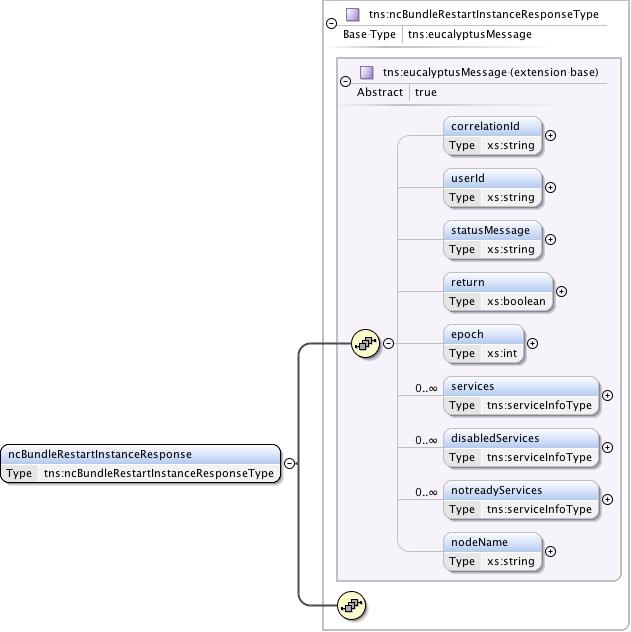 tns:ncBundleRestartInstanceResponseType
Base Type tns:eucalyptusMessage
tns:eucalyptusMessage (extension base)
Abstract true
correlationId
Type xs:string
userId
Type xs:string
statusMessage
Type xs:string
return
Type xs:boolean
epoch
Type xs:int
0..∞ services
Type tns:serviceInfoType
0..∞ disabledServices
Type tns:serviceInfoType
0..∞ notreadyServices
Type tns:serviceInfoType
nodeName
Type xs:string
ncBundleRestartInstanceResponse
Type tns:ncBundleRestartInstanceResponseType